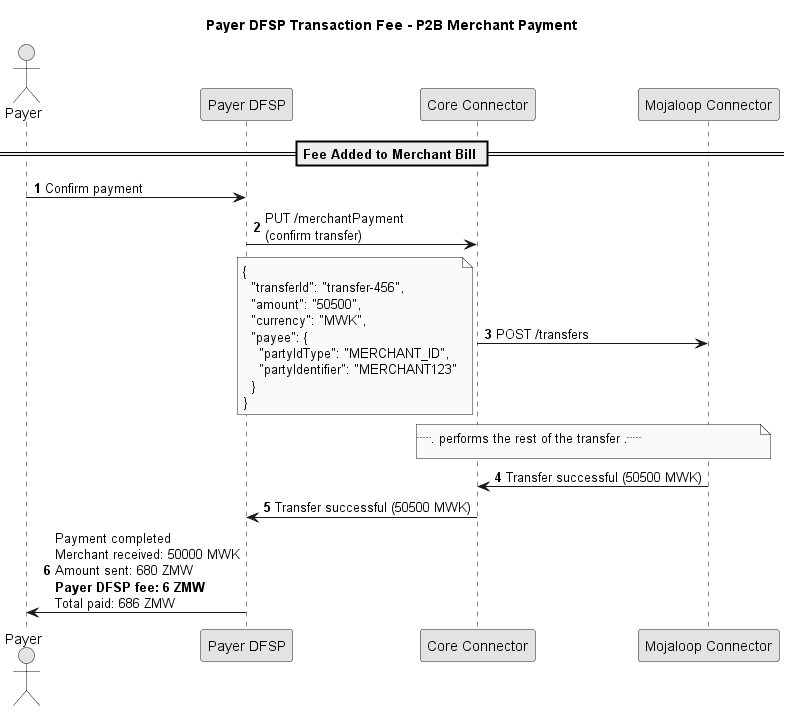 Payer DFSP Transaction Fee - P2B Merchant Payment
Payer
Payer DFSP
Core Connector
Mojaloop Connector
Fee Added to Merchant Bill
1 Confirm payment
2 PUT /merchantPayment
(confirm transfer)
{
"transferId": "transfer-456",
"amount": "50500",
"currency": "MWK",
"payee": {
"partyIdType": "MERCHANT_ID",
"partyIdentifier": "MERCHANT123"
}
}
3 POST /transfers
. performs the rest of the transfer .
4 Transfer successful (50500 MWK)
5 Transfer successful (50500 MWK)
Payment completed
Merchant received: 50000 MWK
6 Amount sent: 680 ZMW
Payer DFSP fee: 6 ZMW
Total paid: 686 ZMW
Payer
Payer DFSP
Core Connector
Mojaloop Connector